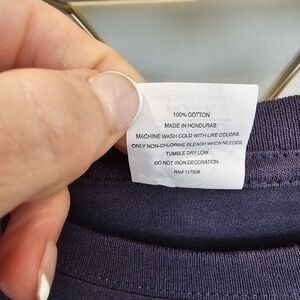 100% COTTON
MADE IN HONDURAS
MACHINE WASH COLD WITH LIKE COLORS.
ONLY NON-CHLORINE BLEACH WHEN NEEDED.
TUMBLE DRY LOW.
DO NOT IRON DECORATION.
RN# 117508